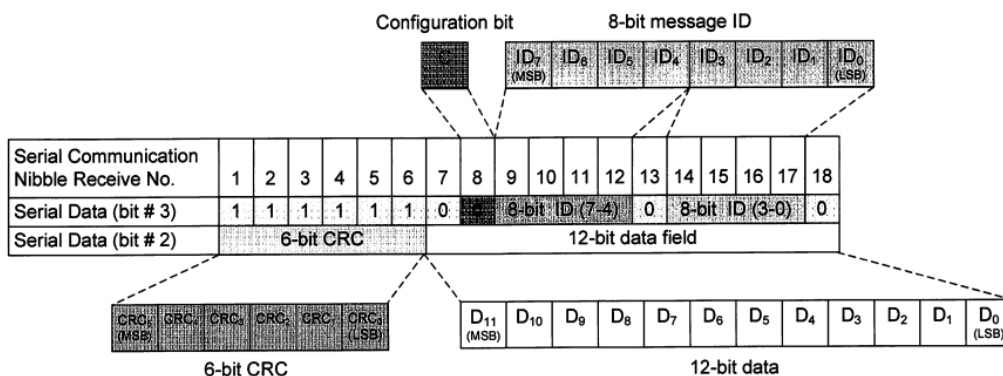 Configuration bit 8-bit message ID
C ID7 ID6 ID5 ID4 ID3 ID2 ID1 ID0
(MSB) (LSB)
Serial Communication
Nibble Receive No. 1 2 3 4 5 6 7 8 9 10 11 12 13 14 15 16 17 18
Serial Data (bit # 3) 1 1 1 1 1 1 0 0 8-bit ID (7-4) 0 8-bit ID (3-0) 0
Serial Data (bit # 2) 6-bit CRC 12-bit data field
CRC5 CRC3 CRC2 CRC1 CRC0 D11 D10 D9 D8 D7 D6 D5 D4 D3 D2 D1 D0
(MSB) (LSB) (MSB) (LSB)
6-bit CRC 12-bit data